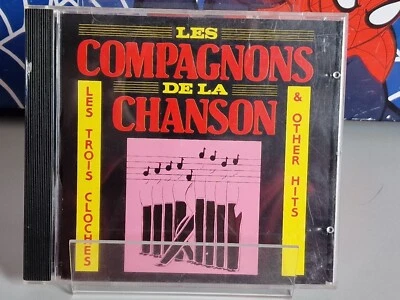 LES
COMPAGNONS
DE LA
CHANSON
LES TROIS CLOCHES
& OTHER HITS